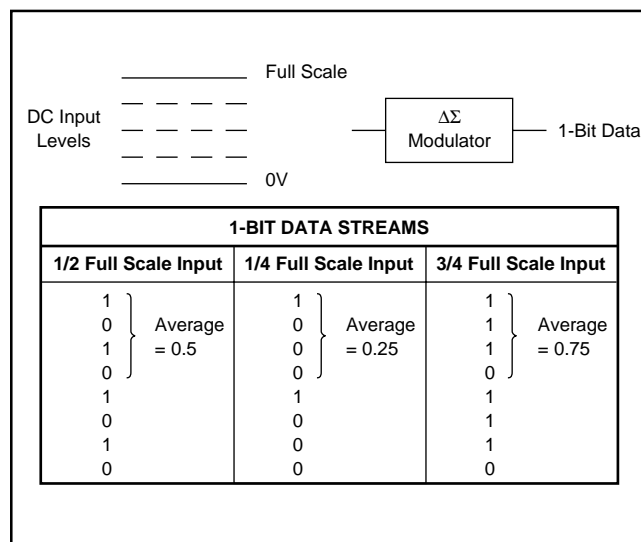 Full Scale
DC Input
Levels
ΔΣ
Modulator
1-Bit Data
0V
1-BIT DATA STREAMS
1/2 Full Scale Input 1/4 Full Scale Input 3/4 Full Scale Input
1 1 1
0 Average 0 Average 1 Average
1 = 0.5 0 = 0.25 1 = 0.75
0 0 0
1 1 1
0 0 1
1 0 1
0 0 0